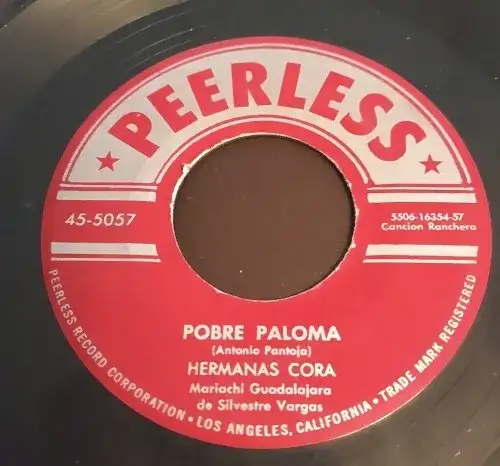 PEERLESS
45-5057
5506-16354-57
Cancion Ranchera
POBRE PALOMA
(Antonio Pantoja)
HERMANAS CORA
Mariachi Guadalajara
de Silvestre Vargas
PEERLESS RECORD CORPORATION • LOS ANGELES, CALIFORNIA • TRADE MARK REGISTERED